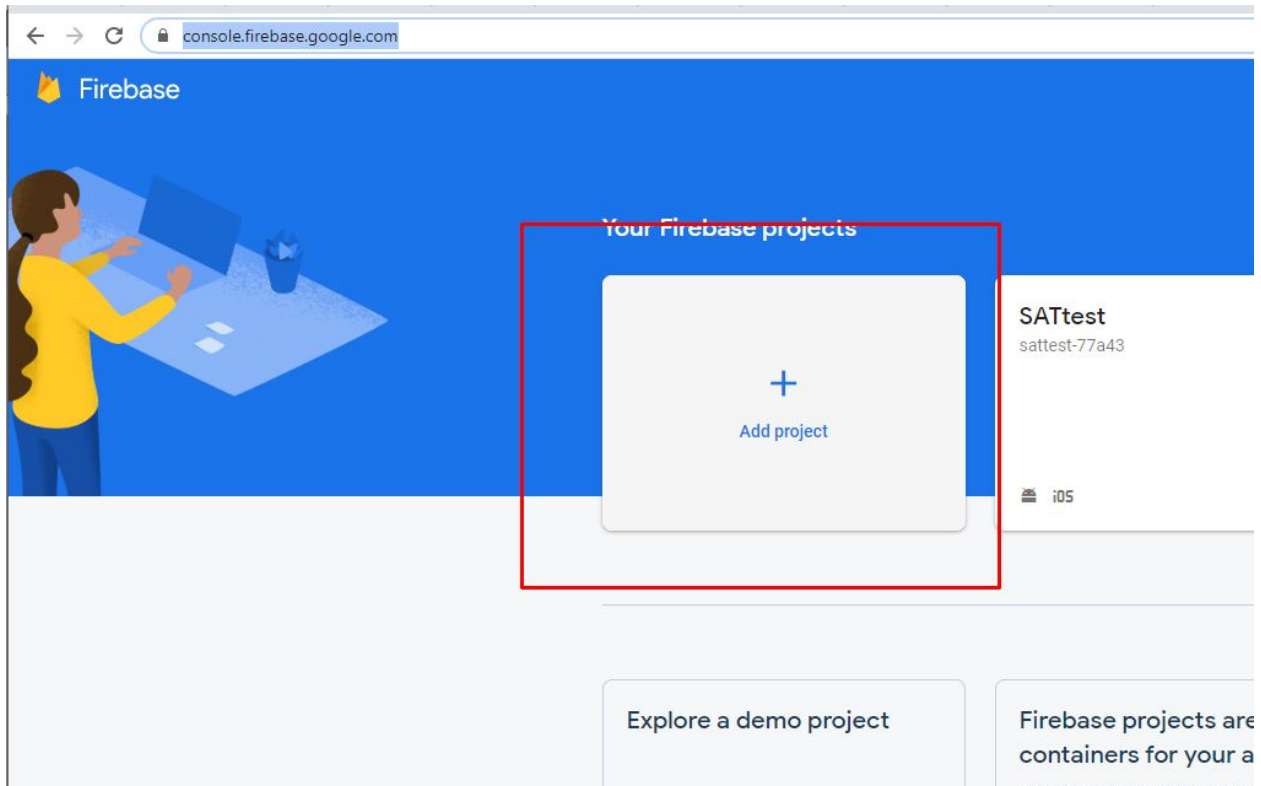 console.firebase.google.com
Firebase
Your Firebase projects
+
Add project
SATtest
sattest-77a43
iOS
Explore a demo project
Firebase projects are
containers for your a